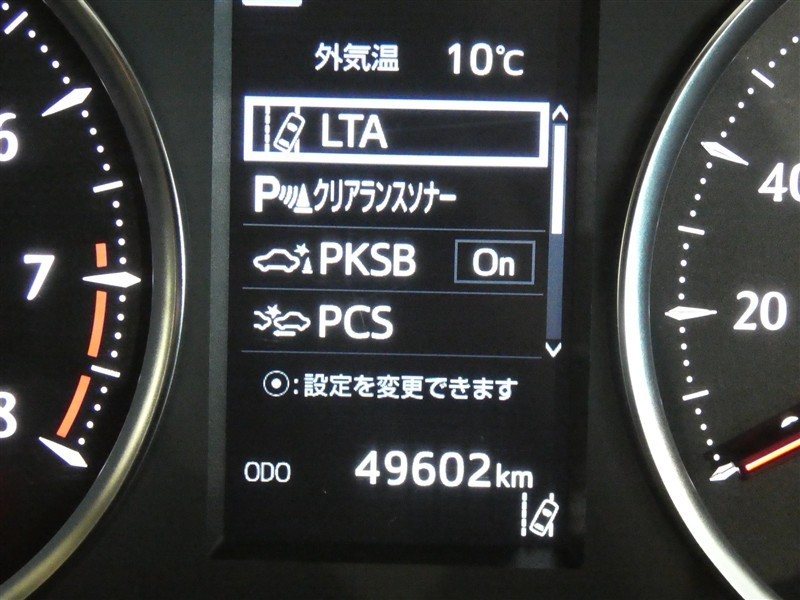 外気温 10℃
LTA
Pクリアランスソナー
PKSB On
PCS
⦿:設定を変更できます
ODO 49602km
6
7
8
40
20